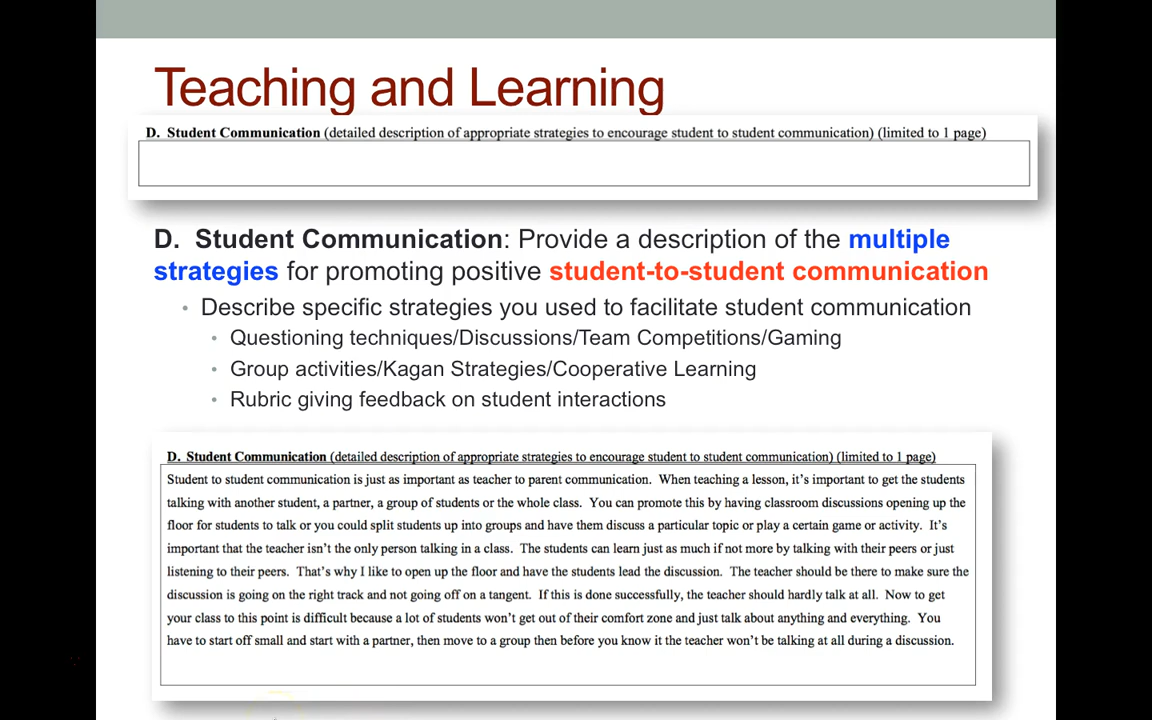 Teaching and Learning
D. Student Communication (detailed description of appropriate strategies to encourage student to student communication) (limited to 1 page)
D. Student Communication: Provide a description of the multiple
strategies for promoting positive student-to-student communication
• Describe specific strategies you used to facilitate student communication
• Questioning techniques/Discussions/Team Competitions/Gaming
• Group activities/Kagan Strategies/Cooperative Learning
• Rubric giving feedback on student interactions
D. Student Communication (detailed description of appropriate strategies to encourage student to student communication) (limited to 1 page)
Student to student communication is just as important as teacher to parent communication. When teaching a lesson, it's important to get the students
talking with another student, a partner, a group of students or the whole class. You can promote this by having classroom discussions opening up the
floor for students to talk or you could split students up into groups and have them discuss a particular topic or play a certain game or activity. It's
important that the teacher isn't the only person talking in a class. The students can learn just as much if not more by talking with their peers or just
listening to their peers. That's why I like to open up the floor and have the students lead the discussion. The teacher should be there to make sure the
discussion is going on the right track and not going off on a tangent. If this is done successfully, the teacher should hardly talk at all. Now to get
your class to this point is difficult because a lot of students won't get out of their comfort zone and just talk about anything and everything. You
have to start off small and start with a partner, then move to a group then before you know it the teacher won't be talking at all during a discussion.